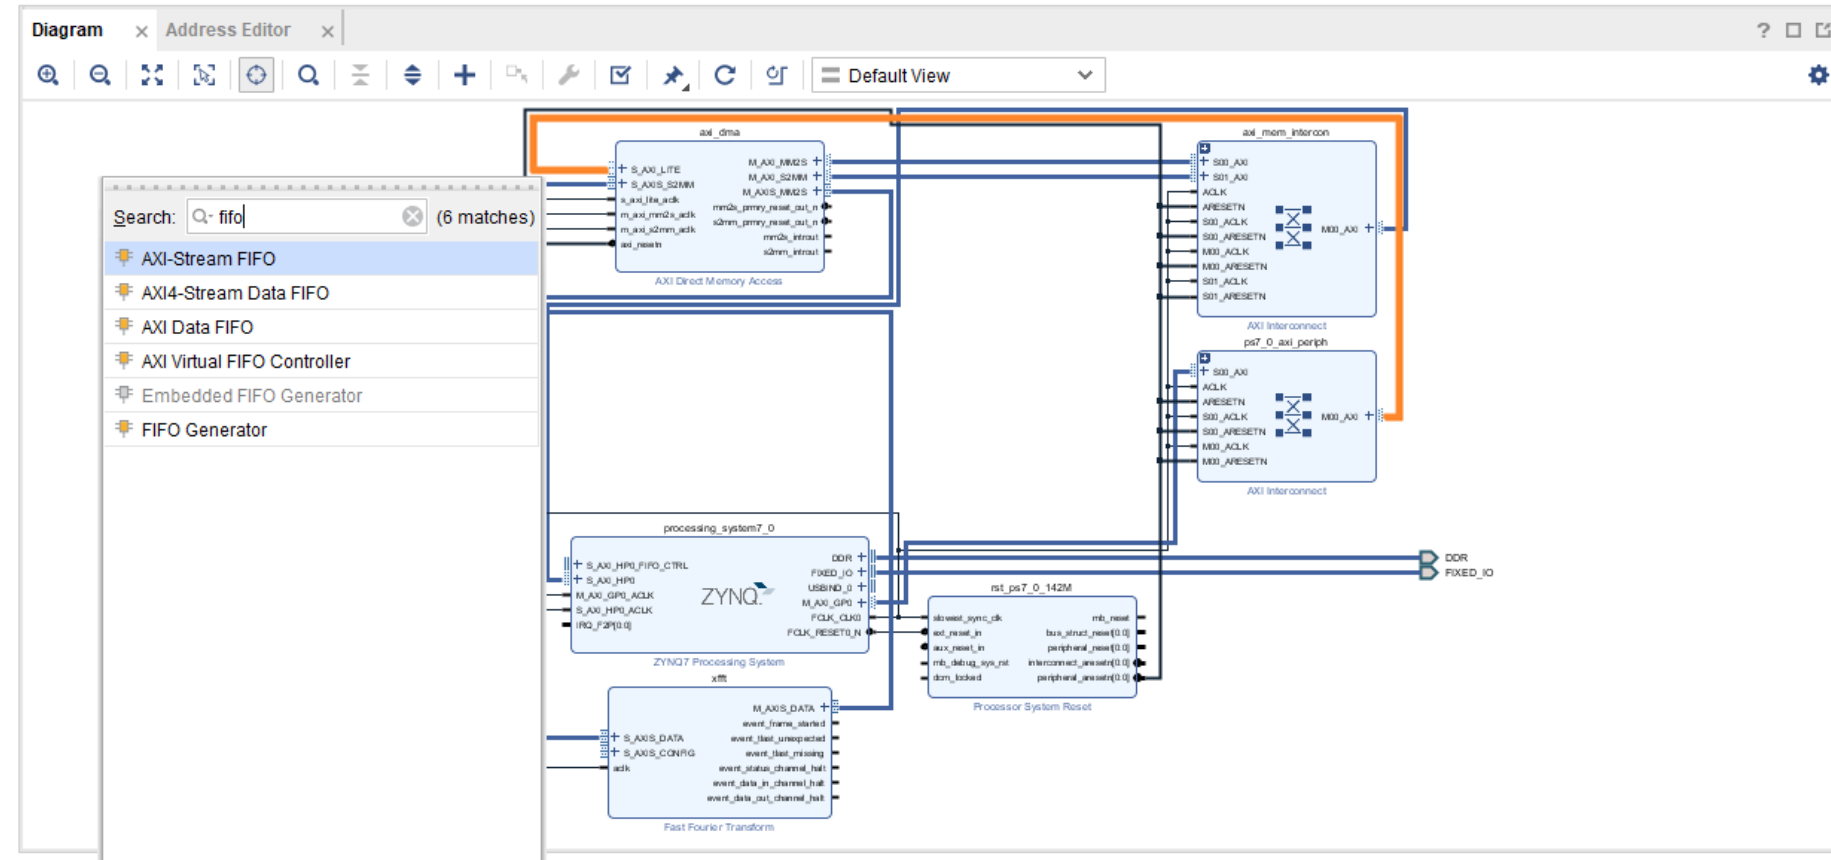 Diagram × Address Editor ×
? 
Default View
Search: fifo (6 matches)
AXI-Stream FIFO
AXI4-Stream Data FIFO
AXI Data FIFO
AXI Virtual FIFO Controller
Embedded FIFO Generator
FIFO Generator
axi_dma
S_AXI_LITE
S_AXIS_S2MM
s_axi_lite_aclk
m_axi_mm2s_aclk
m_axi_s2mm_aclk
axi_resetn
M_AXI_MM2S
M_AXI_S2MM
M_AXIS_MM2S
mm2s_prmry_reset_out_n
s2mm_prmry_reset_out_n
mm2s_introut
s2mm_introut
AXI Direct Memory Access
axi_mem_intercon
S00_AXI
S01_AXI
ACLK
ARESETN
S00_ACLK
S00_ARESETN
M00_ACLK
M00_ARESETN
S01_ACLK
S01_ARESETN
M00_AXI
AXI Interconnect
ps7_0_axi_periph
S00_AXI
ACLK
ARESETN
S00_ACLK
S00_ARESETN
M00_ACLK
M00_ARESETN
M00_AXI
AXI Interconnect
processing_system7_0
S_AXI_HP0_FIFO_CTRL
S_AXI_HP0
M_AXI_GP0_ACLK
S_AXI_HP0_ACLK
IRQ_F2P[0:0]
ZYNQ
DDR
FIXED_IO
USBIND_0
M_AXI_GP0
FCLK_CLK0
FCLK_RESET0_N
ZYNQ7 Processing System
DDR
FIXED_IO
rst_ps7_0_142M
slowest_sync_clk
ext_reset_in
aux_reset_in
mb_debug_sys_rst
dcm_locked
mb_reset
bus_struct_reset[0:0]
peripheral_reset[0:0]
interconnect_aresetn[0:0]
peripheral_aresetn[0:0]
Processor System Reset
xfft
S_AXIS_DATA
S_AXIS_CONFIG
aclk
M_AXIS_DATA
event_frame_started
event_tlast_unexpected
event_tlast_missing
event_status_channel_halt
event_data_in_channel_halt
event_data_out_channel_halt
Fast Fourier Transform